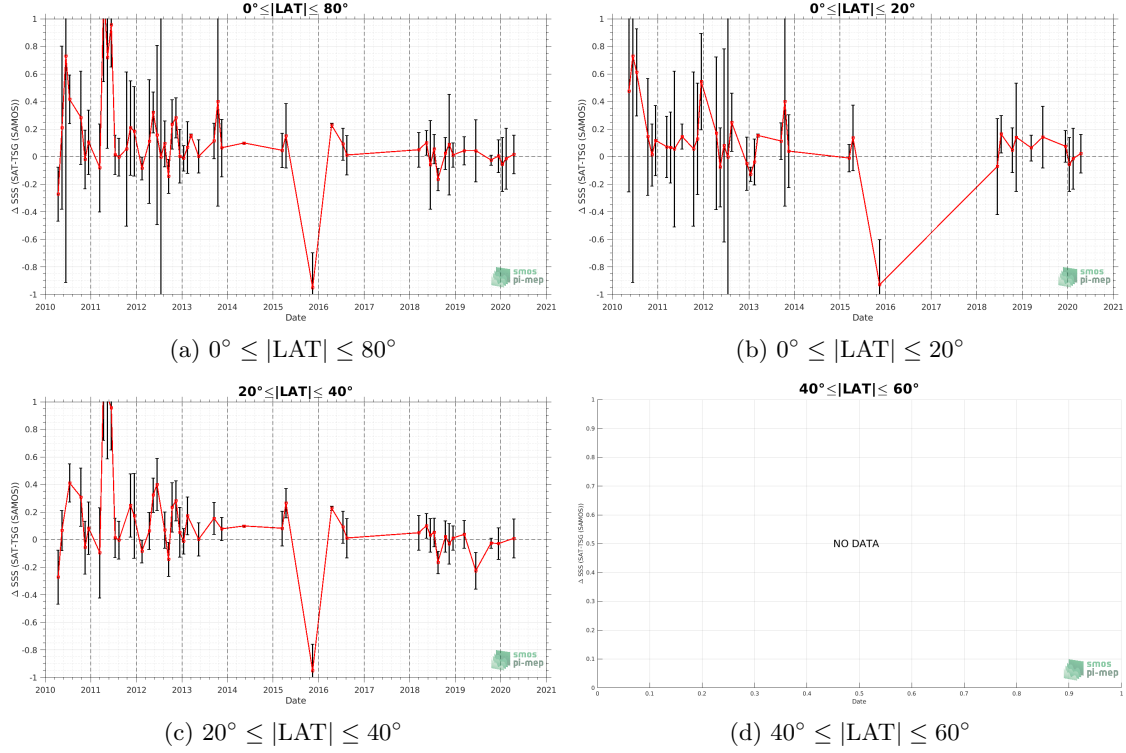 0°≤|LAT|≤ 80°
1
0.8
0.6
0.4
0.2
0
-0.2
-0.4
-0.6
-0.8
-1
Δ SSS (SAT-TSG (SAMOS))
2010 2011 2012 2013 2014 2015 2016 2017 2018 2019 2020 2021
Date
smos
pi-mep
(a) 0° ≤ |LAT| ≤ 80°
0°≤|LAT|≤ 20°
1
0.8
0.6
0.4
0.2
0
-0.2
-0.4
-0.6
-0.8
-1
Δ SSS (SAT-TSG (SAMOS))
2010 2011 2012 2013 2014 2015 2016 2017 2018 2019 2020 2021
Date
smos
pi-mep
(b) 0° ≤ |LAT| ≤ 20°
20°≤|LAT|≤ 40°
1
0.8
0.6
0.4
0.2
0
-0.2
-0.4
-0.6
-0.8
-1
Δ SSS (SAT-TSG (SAMOS))
2010 2011 2012 2013 2014 2015 2016 2017 2018 2019 2020 2021
Date
smos
pi-mep
(c) 20° ≤ |LAT| ≤ 40°
40°≤|LAT|≤ 60°
1
0.9
0.8
0.7
0.6
0.5
0.4
0.3
0.2
0.1
0
Δ SSS (SAT-TSG (SAMOS))
NO DATA
0 0.1 0.2 0.3 0.4 0.5 0.6 0.7 0.8 0.9 1
Date
smos
pi-mep
(d) 40° ≤ |LAT| ≤ 60°